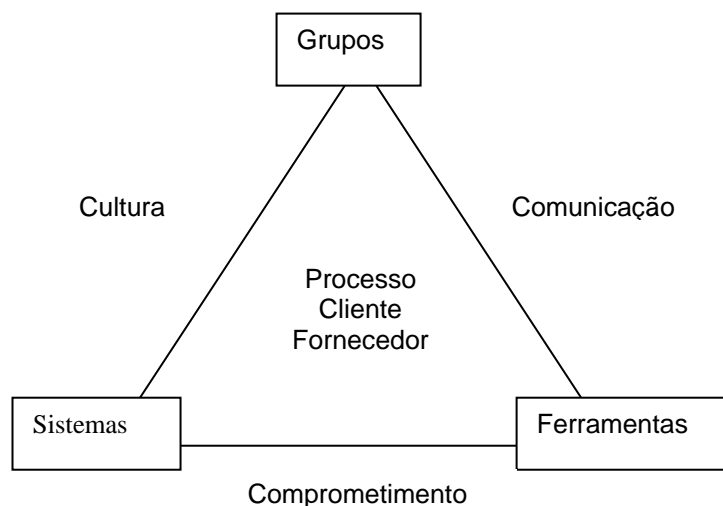 Grupos
Cultura
Comunicação
Processo
Cliente
Fornecedor
Sistemas
Ferramentas
Comprometimento